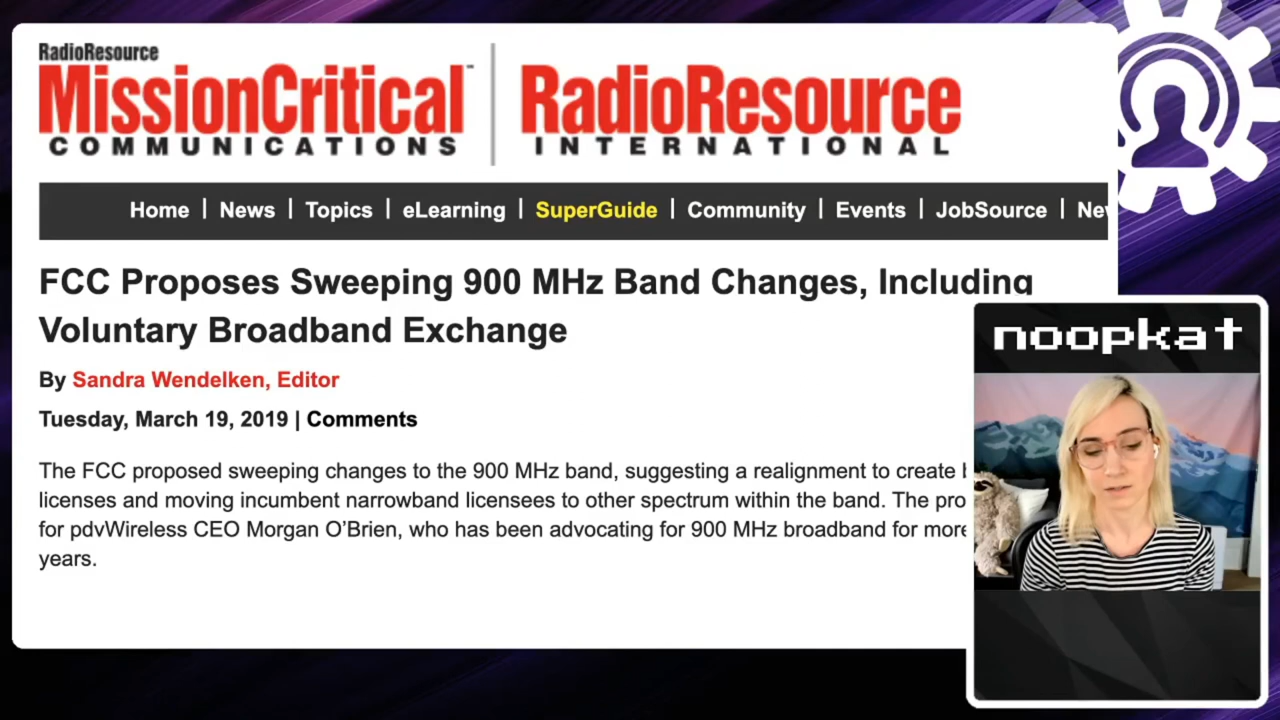 RadioResource
MissionCritical™
COMMUNICATIONS
RadioResource
INTERNATIONAL
Home | News | Topics | eLearning | SuperGuide | Community | Events | JobSource |
FCC Proposes Sweeping 900 MHz Band Changes, Including
Voluntary Broadband Exchange
By Sandra Wendelken, Editor
Tuesday, March 19, 2019 | Comments
The FCC proposed sweeping changes to the 900 MHz band, suggesting a realignment to create
licenses and moving incumbent narrowband licensees to other spectrum within the band. The
for pdvWireless CEO Morgan O’Brien, who has been advocating for 900 MHz broadband for more
years.
noopkat